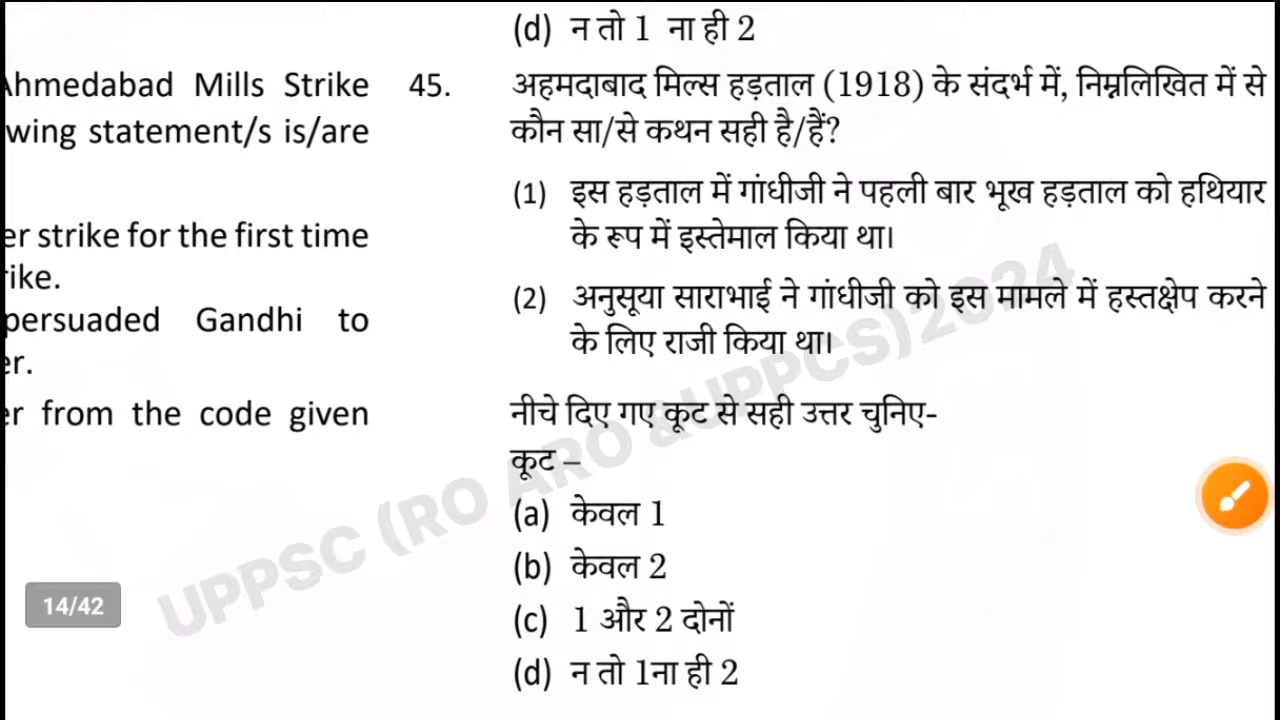 (d) न तो 1 ना ही 2
Ahmedabad Mills Strike
wing statement/s is/are
er strike for the first time
rike.
persuaded Gandhi to
er.
er from the code given
45. अहमदाबाद मिल्स हड़ताल (1918) के संदर्भ में, निम्नलिखित में से
कौन सा/से कथन सही है/हैं?
(1) इस हड़ताल में गांधीजी ने पहली बार भूख हड़ताल को हथियार
के रूप में इस्तेमाल किया था।
(2) अनुसूया साराभाई ने गांधीजी को इस मामले में हस्तक्षेप करने
के लिए राजी किया था।
नीचे दिए गए कूट से सही उत्तर चुनिए-
कूट –
(a) केवल 1
(b) केवल 2
(c) 1 और 2 दोनों
(d) न तो 1ना ही 2
UPPSC (RO ARO &UPPCS)2024
14/42